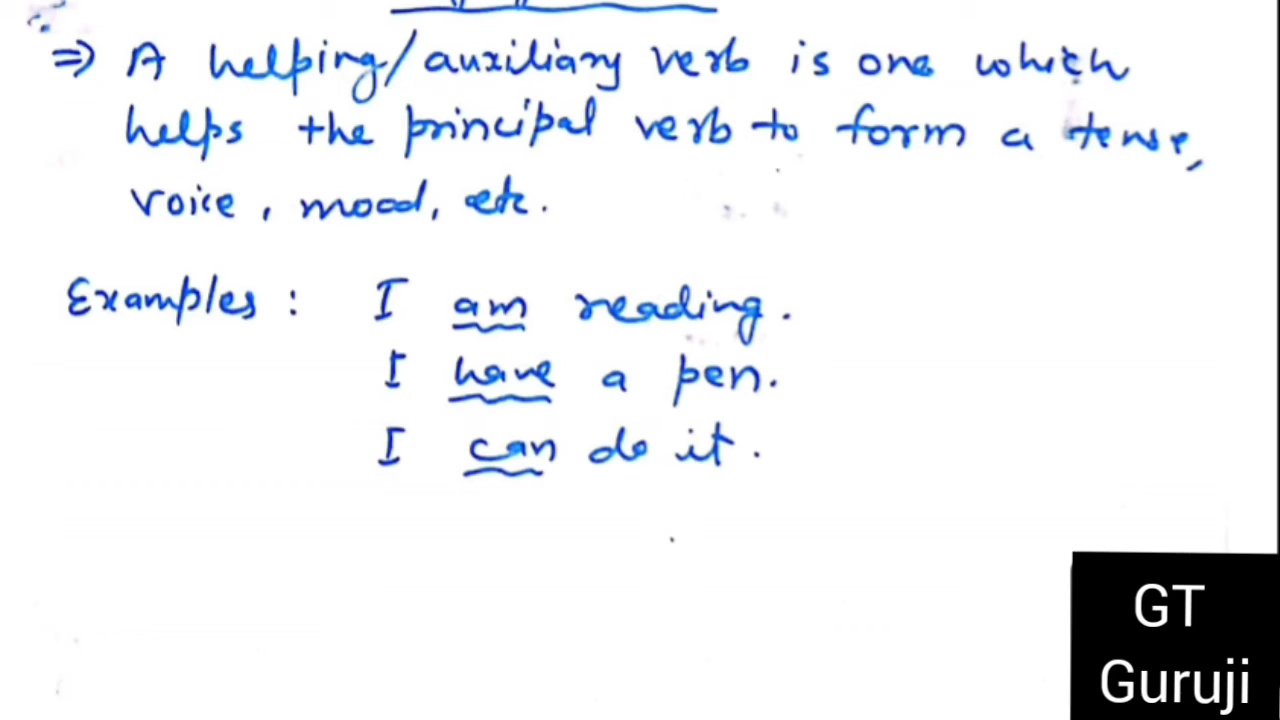 ⇒ A helping/auxiliary verb is one which
helps the principal verb to form a tense,
voice, mood, etc.
Examples : I am reading.
I have a pen.
I can do it.
GT
Guruji